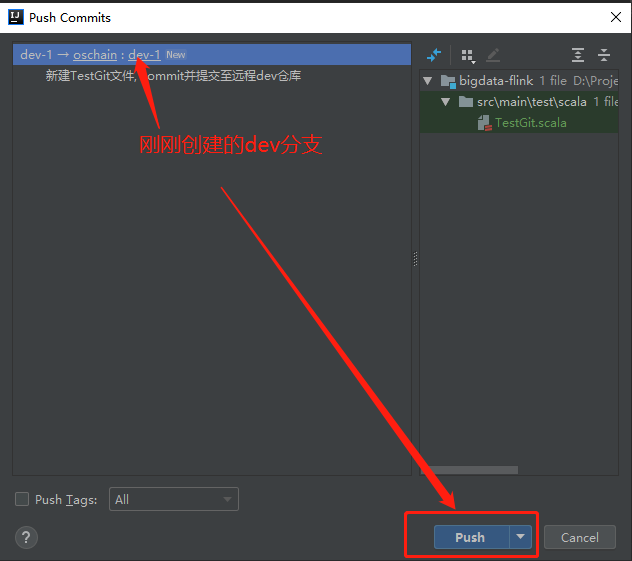 Push Commits
dev-1 → oschain : dev-1 New
新建TestGit文件, commit并提交至远程dev仓库
刚刚创建的dev分支
bigdata-flink 1 file D:\Proje
src\main\test\scala 1 file
TestGit.scala
Push Tags: All
? Push Cancel